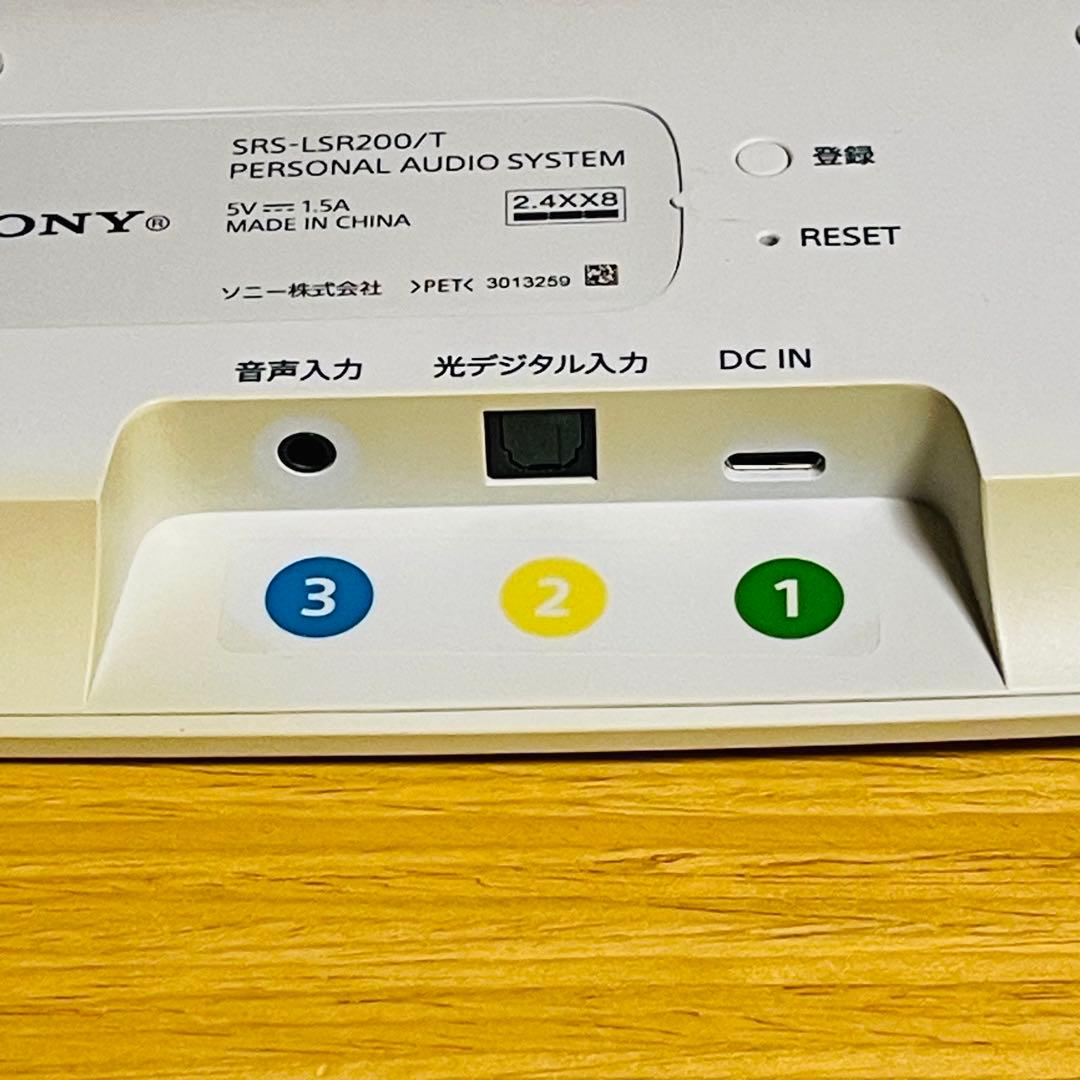 SRS-LSR200/T
PERSONAL AUDIO SYSTEM
5V 1.5A
MADE IN CHINA
2.4XX8
ONY®
ソニー株式会社 >PET< 3013259
登録
RESET
音声入力 光デジタル入力 DC IN
3 2 1